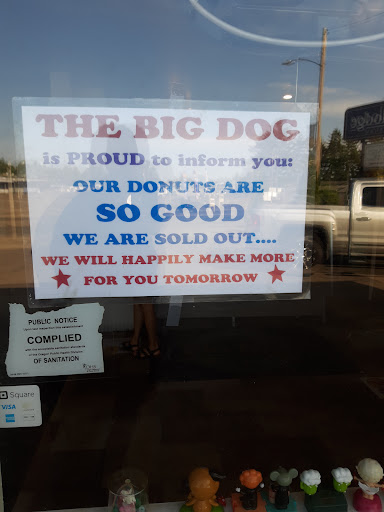 THE BIG DOG
is PROUD to inform you:
OUR DONUTS ARE
SO GOOD
WE ARE SOLD OUT....
WE WILL HAPPILY MAKE MORE
FOR YOU TOMORROW
PUBLIC NOTICE
COMPLIED
OF SANITATION
Square
VISA